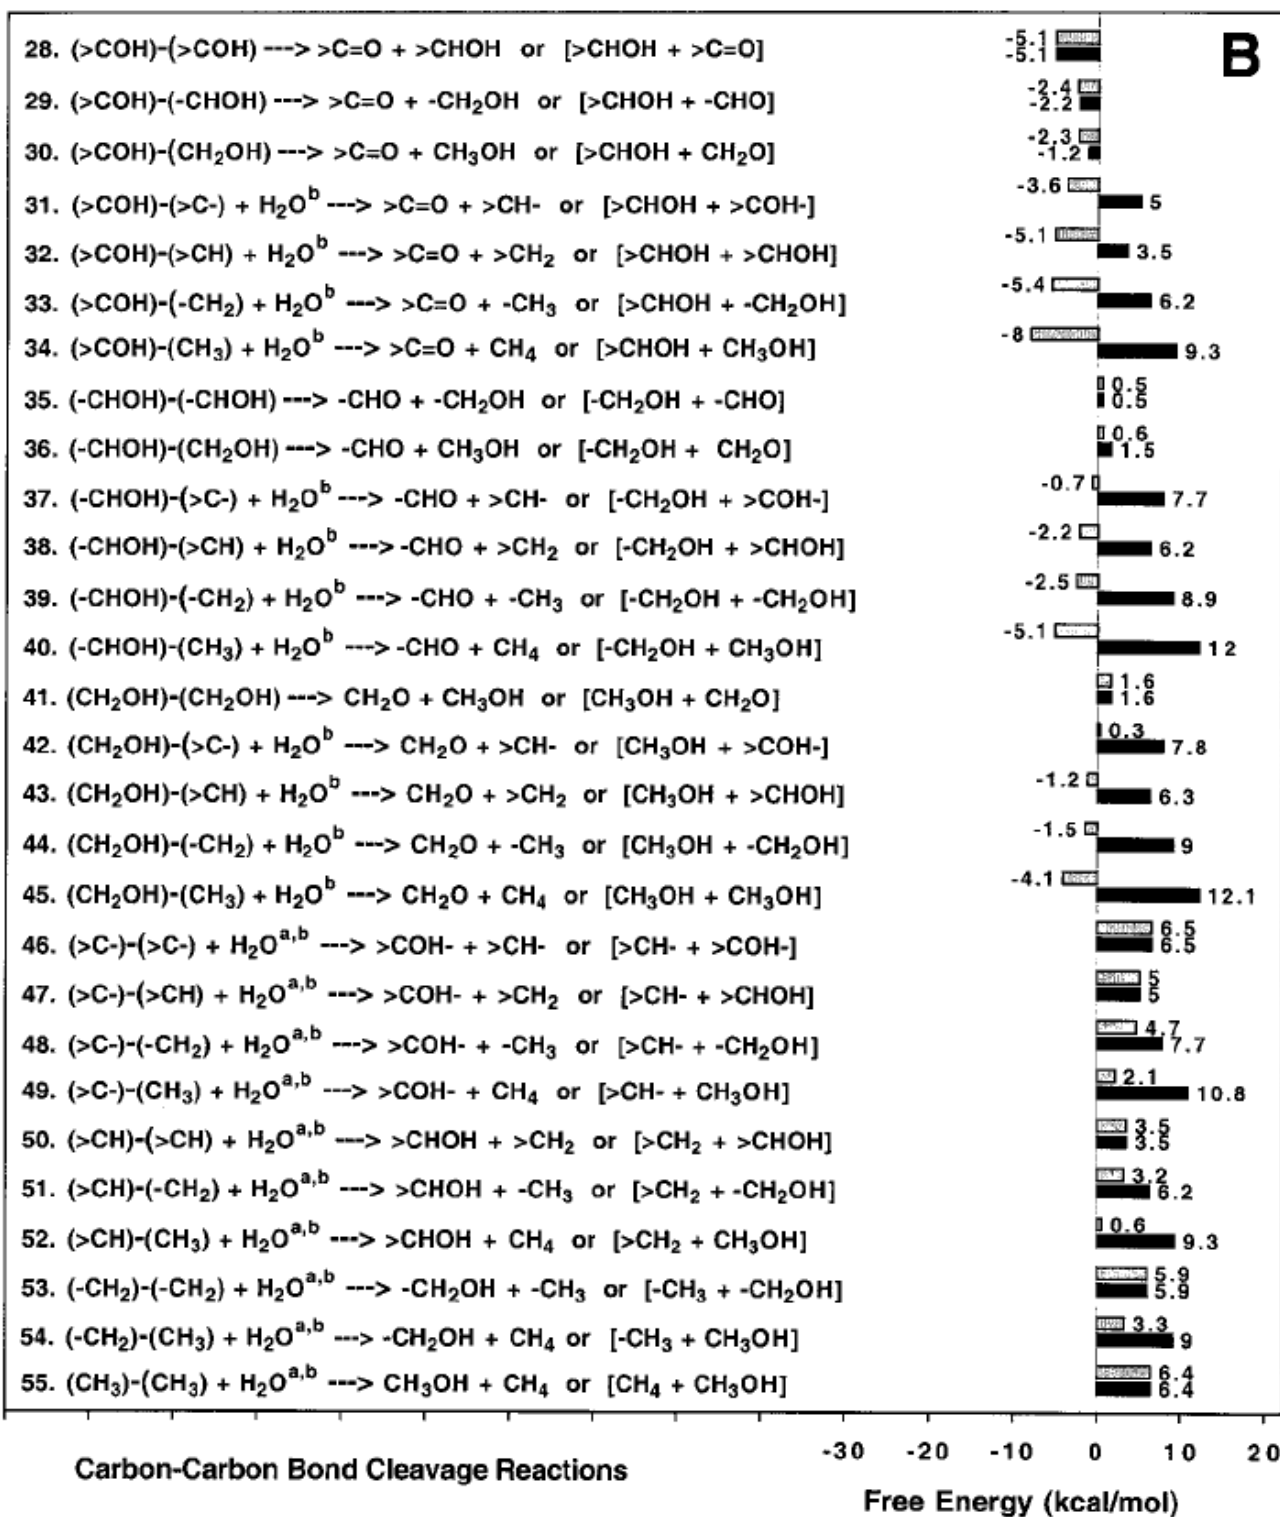 B
28. (>COH)-(>COH) ---> >C=O + >CHOH or [>CHOH + >C=O] -5.1 -5.1
29. (>COH)-(-CHOH) ---> >C=O + -CH₂OH or [>CHOH + -CHO] -2.4 -2.2
30. (>COH)-(CH₂OH) ---> >C=O + CH₃OH or [>CHOH + CH₂O] -2.3 -1.2
31. (>COH)-(>C-) + H₂Oᵇ ---> >C=O + >CH- or [>CHOH + >COH-] -3.6 5
32. (>COH)-(>CH) + H₂Oᵇ ---> >C=O + >CH₂ or [>CHOH + >CHOH] -5.1 3.5
33. (>COH)-(-CH₂) + H₂Oᵇ ---> >C=O + -CH₃ or [>CHOH + -CH₂OH] -5.4 6.2
34. (>COH)-(CH₃) + H₂Oᵇ ---> >C=O + CH₄ or [>CHOH + CH₃OH] -8 9.3
35. (-CHOH)-(-CHOH) ---> -CHO + -CH₂OH or [-CH₂OH + -CHO] 0.5 0.5
36. (-CHOH)-(CH₂OH) ---> -CHO + CH₃OH or [-CH₂OH + CH₂O] 0.6 1.5
37. (-CHOH)-(>C-) + H₂Oᵇ ---> -CHO + >CH- or [-CH₂OH + >COH-] -0.7 7.7
38. (-CHOH)-(>CH) + H₂Oᵇ ---> -CHO + >CH₂ or [-CH₂OH + >CHOH] -2.2 6.2
39. (-CHOH)-(-CH₂) + H₂Oᵇ ---> -CHO + -CH₃ or [-CH₂OH + -CH₂OH] -2.5 8.9
40. (-CHOH)-(CH₃) + H₂Oᵇ ---> -CHO + CH₄ or [-CH₂OH + CH₃OH] -5.1 12
41. (CH₂OH)-(CH₂OH) ---> CH₂O + CH₃OH or [CH₃OH + CH₂O] 1.6 1.6
42. (CH₂OH)-(>C-) + H₂Oᵇ ---> CH₂O + >CH- or [CH₃OH + >COH-] 0.3 7.8
43. (CH₂OH)-(>CH) + H₂Oᵇ ---> CH₂O + >CH₂ or [CH₃OH + >CHOH] -1.2 6.3
44. (CH₂OH)-(-CH₂) + H₂Oᵇ ---> CH₂O + -CH₃ or [CH₃OH + -CH₂OH] -1.5 9
45. (CH₂OH)-(CH₃) + H₂Oᵇ ---> CH₂O + CH₄ or [CH₃OH + CH₃OH] -4.1 12.1
46. (>C-)-(>C-) + H₂Oᵃ,ᵇ ---> >COH- + >CH- or [>CH- + >COH-] 6.5 6.5
47. (>C-)-(>CH) + H₂Oᵃ,ᵇ ---> >COH- + >CH₂ or [>CH- + >CHOH] 5 5
48. (>C-)-(-CH₂) + H₂Oᵃ,ᵇ ---> >COH- + -CH₃ or [>CH- + -CH₂OH] 4.7 7.7
49. (>C-)-(CH₃) + H₂Oᵃ,ᵇ ---> >COH- + CH₄ or [>CH- + CH₃OH] 2.1 10.8
50. (>CH)-(>CH) + H₂Oᵃ,ᵇ ---> >CHOH + >CH₂ or [>CH₂ + >CHOH] 3.5 3.5
51. (>CH)-(-CH₂) + H₂Oᵃ,ᵇ ---> >CHOH + -CH₃ or [>CH₂ + -CH₂OH] 3.2 6.2
52. (>CH)-(CH₃) + H₂Oᵃ,ᵇ ---> >CHOH + CH₄ or [>CH₂ + CH₃OH] 0.6 9.3
53. (-CH₂)-(-CH₂) + H₂Oᵃ,ᵇ ---> -CH₂OH + -CH₃ or [-CH₃ + -CH₂OH] 5.9 5.9
54. (-CH₂)-(CH₃) + H₂Oᵃ,ᵇ ---> -CH₂OH + CH₄ or [-CH₃ + CH₃OH] 3.3 9
55. (CH₃)-(CH₃) + H₂Oᵃ,ᵇ ---> CH₃OH + CH₄ or [CH₄ + CH₃OH] 6.4 6.4
-30 -20 -10 0 10 20
Carbon-Carbon Bond Cleavage Reactions
Free Energy (kcal/mol)